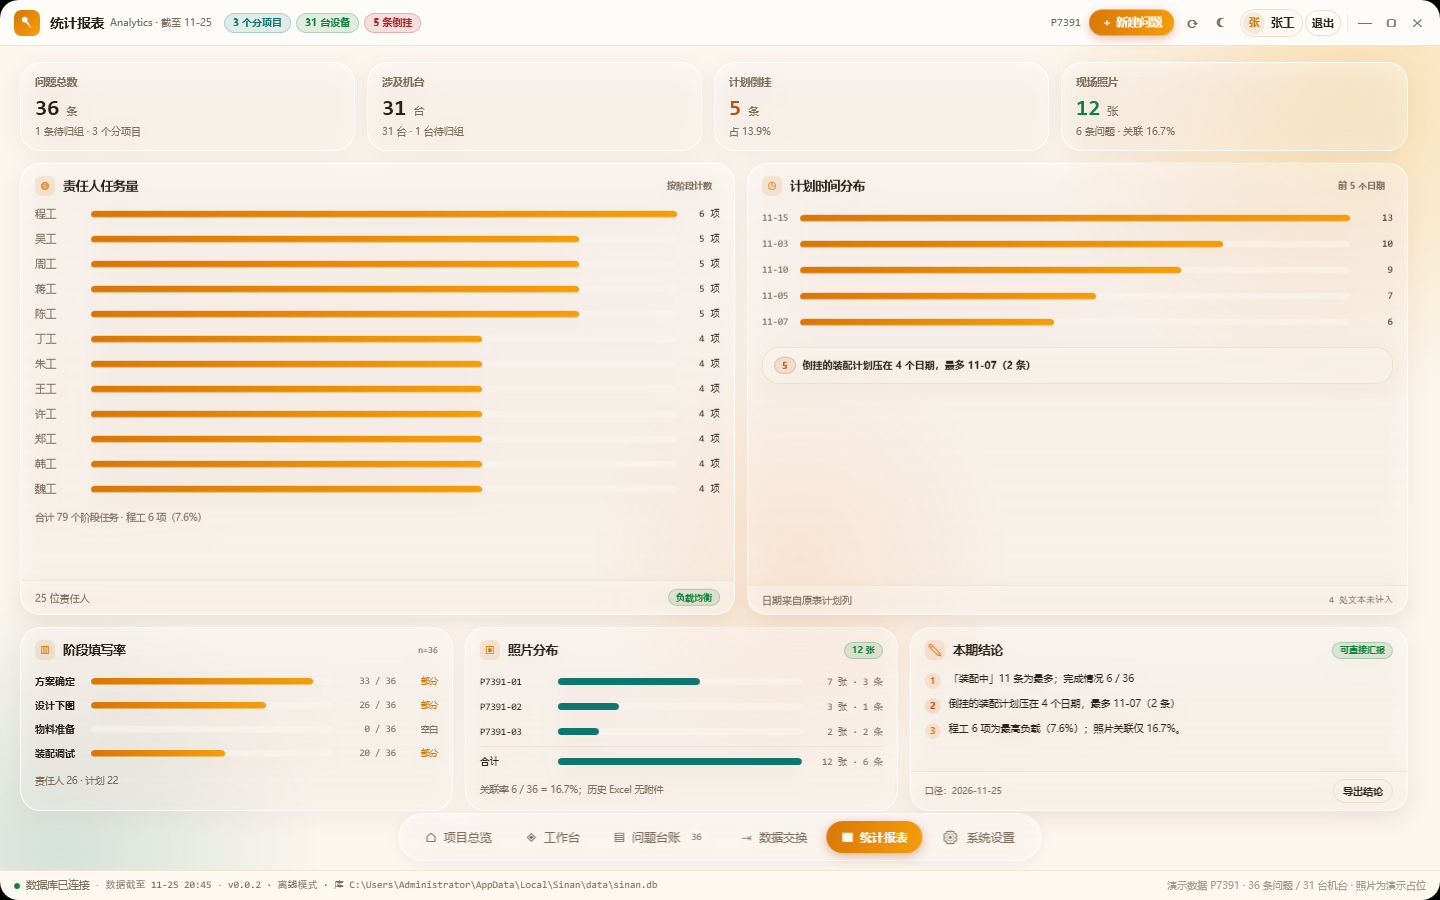 统计报表 Analytics · 截至 11-25 3 个分项目 31 台设备 5 条倒挂 P7391 + 新建问题 张 张工 退出
问题总数
36 条
1 条待归组 · 3 个分项目
涉及机台
31 台
31 台 · 1 台待归组
计划倒挂
5 条
占 13.9%
现场照片
12 张
6 条问题 · 关联 16.7%
责任人任务量 按阶段计数
程工 6 项
吴工 5 项
周工 5 项
蒋工 5 项
陈工 5 项
丁工 4 项
朱工 4 项
王工 4 项
许工 4 项
郑工 4 项
韩工 4 项
魏工 4 项
合计 79 个阶段任务 · 程工 6 项（7.6%）
25 位责任人 负载均衡
计划时间分布 前 5 个日期
11-15 13
11-03 10
11-10 9
11-05 7
11-07 6
5 倒挂的装配计划压在 4 个日期，最多 11-07（2 条）
日期来自原表计划列 4 处文本未计入
阶段填写率 n=36
方案确定 33 / 36 部分
设计下图 26 / 36 部分
物料准备 0 / 36 空白
装配调试 20 / 36 部分
责任人 26 · 计划 22
照片分布 12 张
P7391-01 7 张 · 3 条
P7391-02 3 张 · 1 条
P7391-03 2 张 · 2 条
合计 12 张 · 6 条
关联率 6 / 36 = 16.7%；历史 Excel 无附件
本期结论 可直接汇报
1 「装配中」11 条为最多；完成情况 6 / 36
2 倒挂的装配计划压在 4 个日期，最多 11-07（2 条）
3 程工 6 项为最高负载（7.6%）；照片关联仅 16.7%。
口径：2026-11-25 导出结论
项目总览 工作台 问题台账 36 数据交换 统计报表 系统设置
数据库已连接 · 数据截至 11-25 20:45 · v0.0.2 · 离线模式 · 库 C:\Users\Administrator\AppData\Local\Sinan\data\sinan.db
演示数据 P7391 · 36 条问题 / 31 台机台 · 照片为演示占位